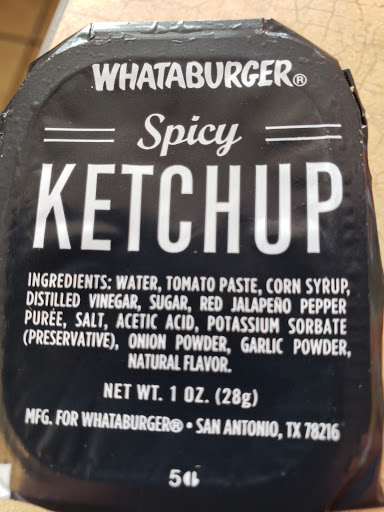 WHATABURGER®
Spicy
KETCHUP
INGREDIENTS: WATER, TOMATO PASTE, CORN SYRUP,
DISTILLED VINEGAR, SUGAR, RED JALAPEÑO PEPPER
PURÉE, SALT, ACETIC ACID, POTASSIUM SORBATE
(PRESERVATIVE), ONION POWDER, GARLIC POWDER,
NATURAL FLAVOR.
NET WT. 1 OZ. (28g)
MFG. FOR WHATABURGER® • SAN ANTONIO, TX 78216